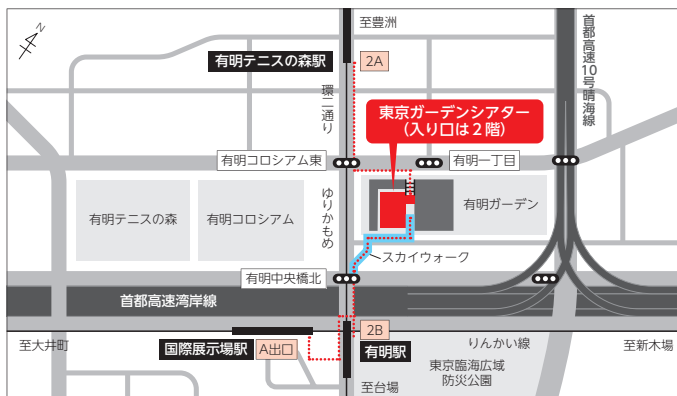 N
至豊洲
首都高速10号晴海線
有明テニスの森駅
2A
環二通り
東京ガーデンシアター
(入り口は2階)
有明コロシアム東
有明一丁目
有明テニスの森
有明コロシアム
ゆりかもめ
有明ガーデン
スカイウォーク
有明中央橋北
首都高速湾岸線
2B
至大井町
国際展示場駅
A出口
有明駅
りんかい線
至新木場
東京臨海広域
防災公園
至台場